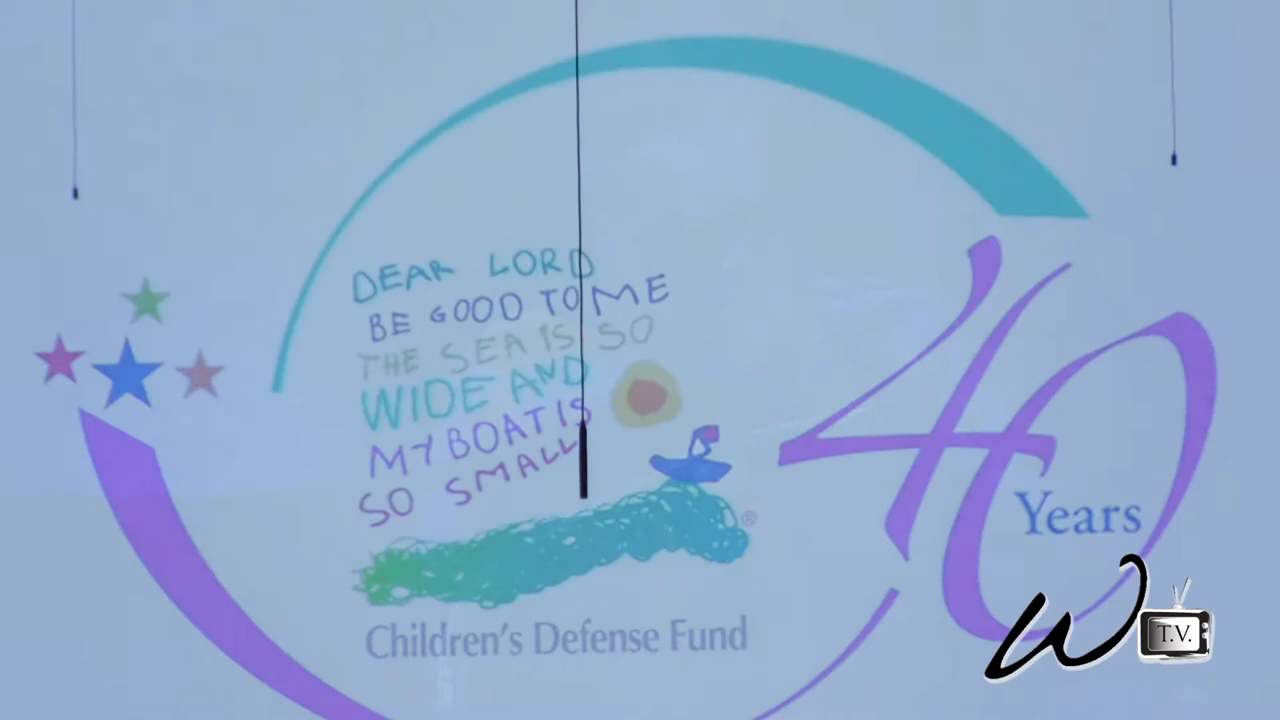 DEAR LORD
BE GOOD TO ME
THE SEA IS SO
WIDE AND
MY BOAT IS
SO SMALL
®
Children's Defense Fund
40
Years
W
T.V.